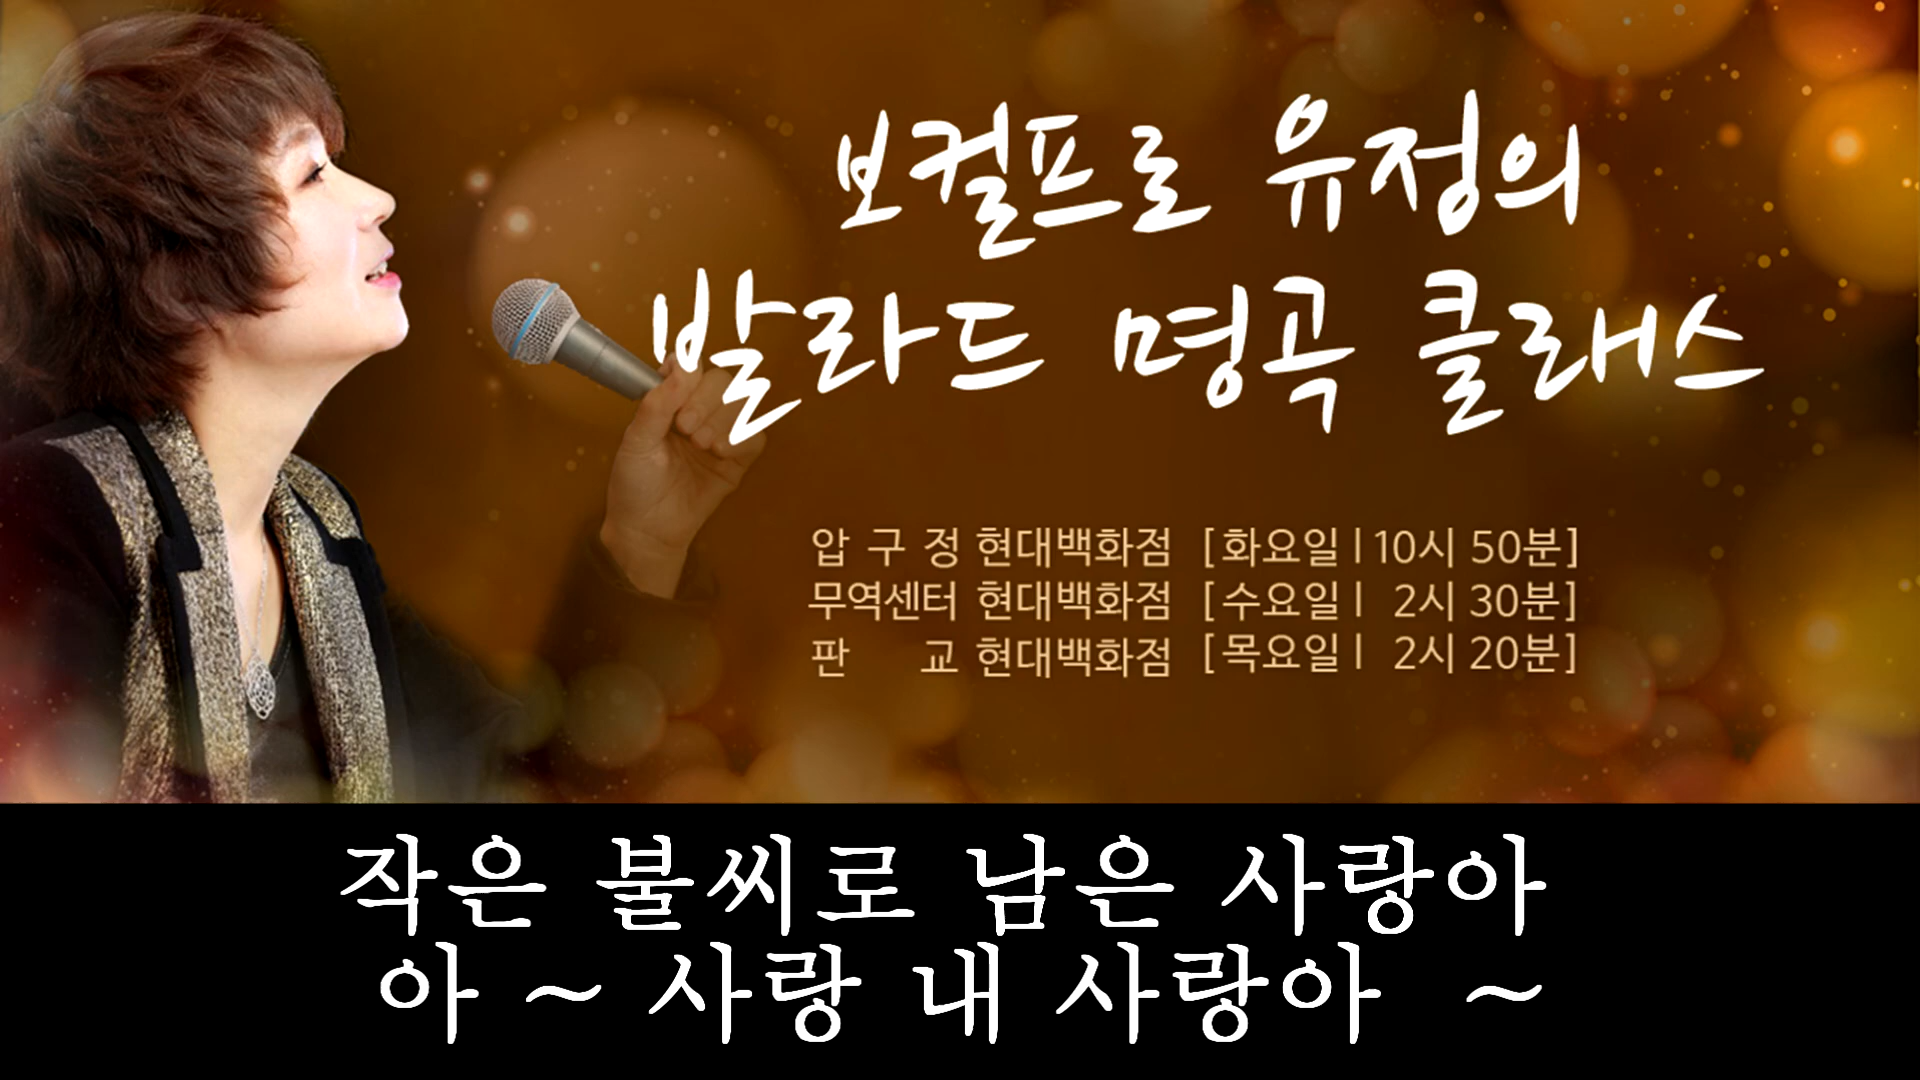 보컬프로 유정의
발라드 명곡 클래스
압 구 정 현대백화점 [화요일 | 10시 50분]
무역센터 현대백화점 [수요일 | 2시 30분]
판 교 현대백화점 [목요일 | 2시 20분]
작은 불씨로 남은 사랑아
아 ~ 사랑 내 사랑아 ~